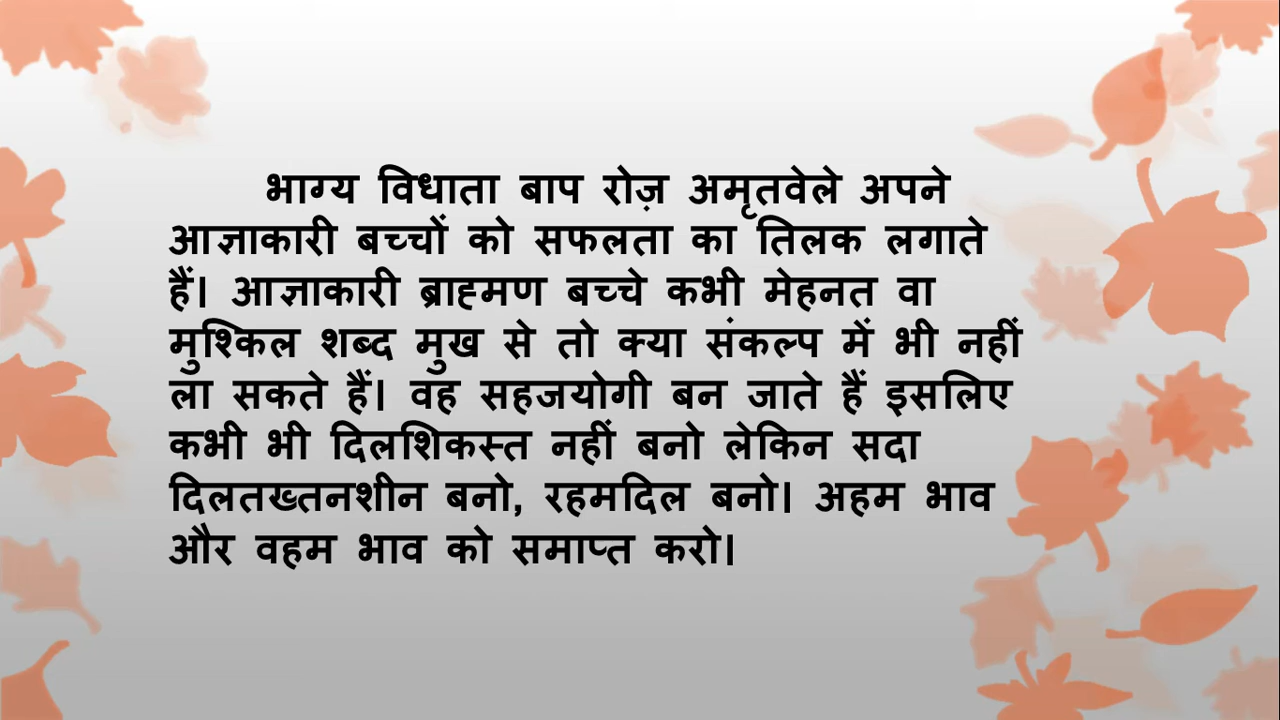 भाग्य विधाता बाप रोज़ अमृतवेले अपने
आज्ञाकारी बच्चों को सफलता का तिलक लगाते
हैं। आज्ञाकारी ब्राह्मण बच्चे कभी मेहनत वा
मुश्किल शब्द मुख से तो क्या संकल्प में भी नहीं
ला सकते हैं। वह सहजयोगी बन जाते हैं इसलिए
कभी भी दिलशिकस्त नहीं बनो लेकिन सदा
दिलतख्तनशीन बनो, रहमदिल बनो। अहम भाव
और वहम भाव को समाप्त करो।